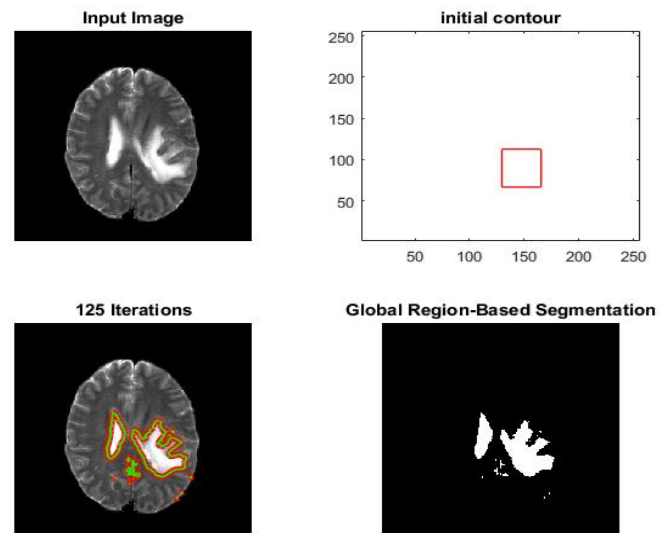 Input Image
initial contour
250
200
150
100
50
50 100 150 200 250
125 Iterations
Global Region-Based Segmentation